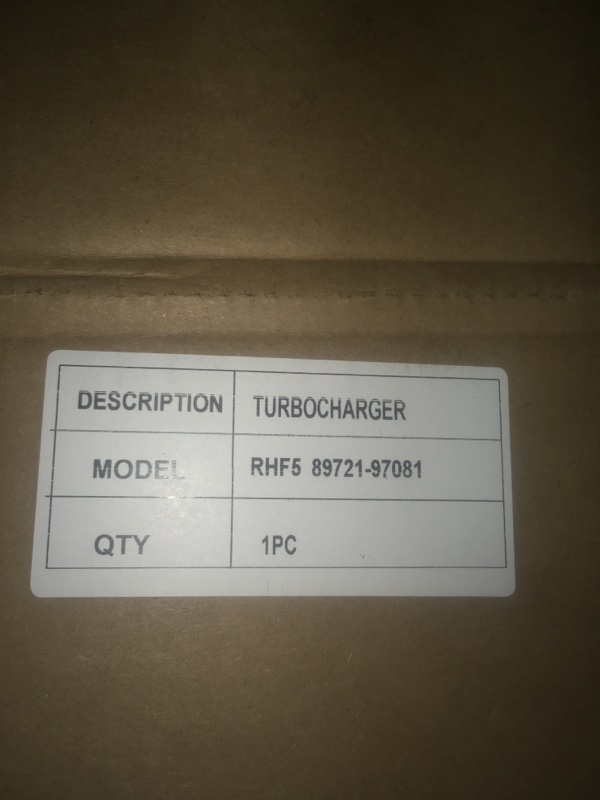 DESCRIPTION TURBOCHARGER
MODEL RHF5 89721-97081
QTY 1PC